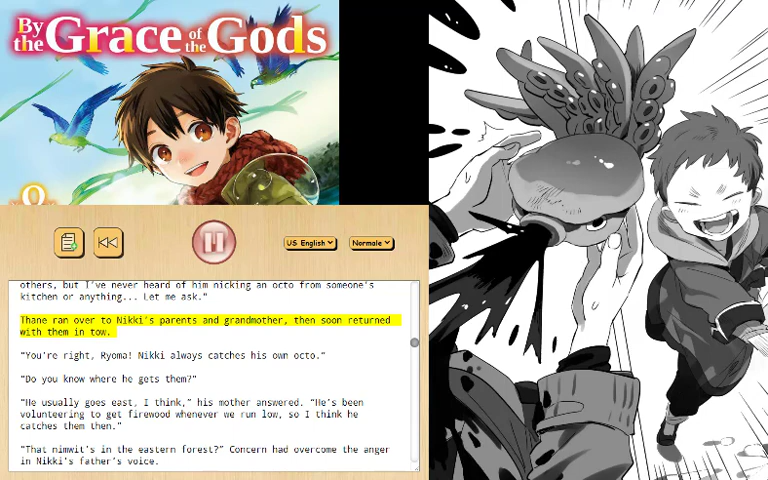 By the Grace of the Gods
US English
Normale
others, but I've never heard of him nicking an octo from someone's
kitchen or anything... Let me ask."
Thane ran over to Nikki's parents and grandmother, then soon returned
with them in tow.
"You're right, Ryoma! Nikki always catches his own octo."
"Do you know where he gets them?"
"He usually goes east, I think," his mother answered. "He's been
volunteering to get firewood whenever we run low, so I think he
catches them then."
"That nimwit's in the eastern forest?" Concern had overcome the anger
in Nikki's father's voice.